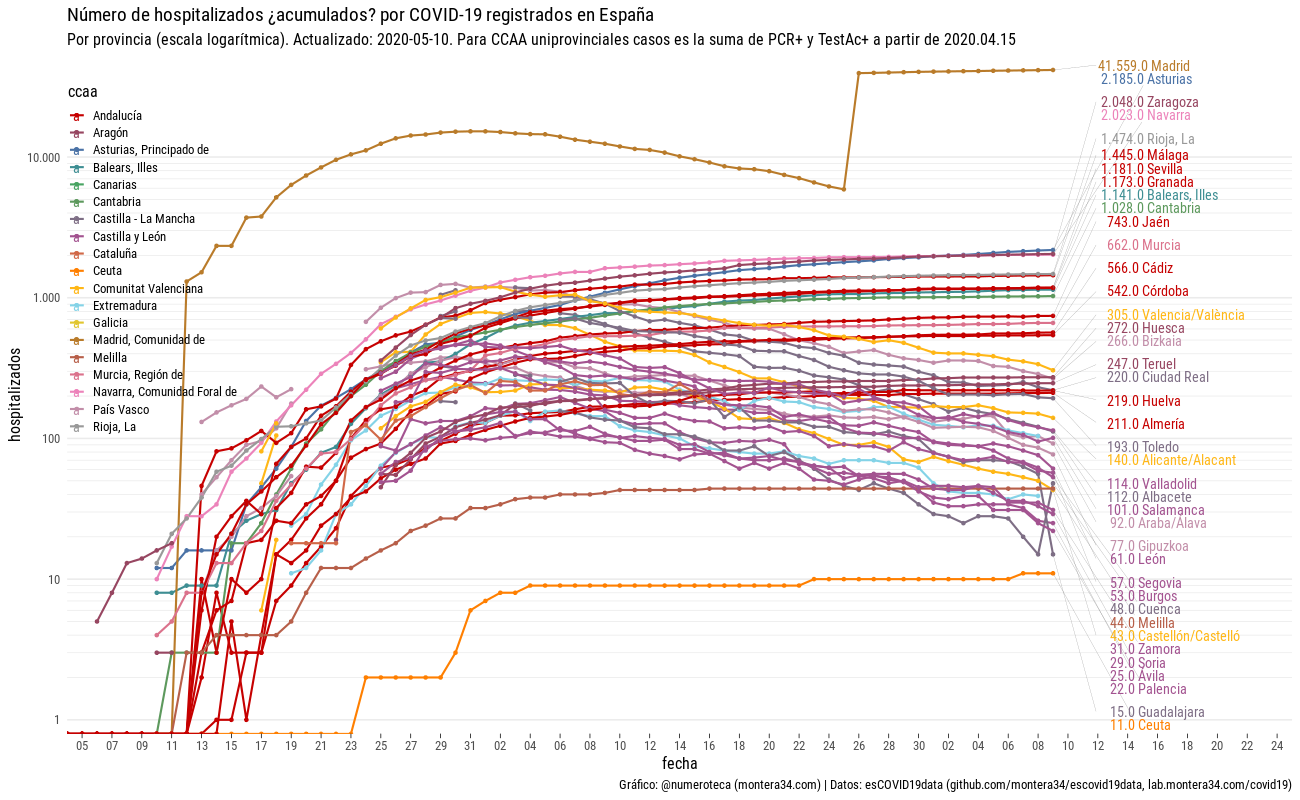 Número de hospitalizados ¿acumulados? por COVID-19 registrados en España
Por provincia (escala logarítmica). Actualizado: 2020-05-10. Para CCAA uniprovinciales casos es la suma de PCR+ y TestAc+ a partir de 2020.04.15
ccaa
Andalucía
Aragón
Asturias, Principado de
Balears, Illes
Canarias
Cantabria
Castilla - La Mancha
Castilla y León
Cataluña
Ceuta
Comunitat Valenciana
Extremadura
Galicia
Madrid, Comunidad de
Melilla
Murcia, Región de
Navarra, Comunidad Foral de
País Vasco
Rioja, La
hospitalizados
10.000
1.000
100
10
1
41.559.0 Madrid
2.185.0 Asturias
2.048.0 Zaragoza
2.023.0 Navarra
1.474.0 Rioja, La
1.445.0 Málaga
1.181.0 Sevilla
1.173.0 Granada
1.141.0 Balears, Illes
1.028.0 Cantabria
743.0 Jaén
662.0 Murcia
566.0 Cádiz
542.0 Córdoba
305.0 Valencia/València
272.0 Huesca
266.0 Bizkaia
247.0 Teruel
220.0 Ciudad Real
219.0 Huelva
211.0 Almería
193.0 Toledo
140.0 Alicante/Alacant
114.0 Valladolid
112.0 Albacete
101.0 Salamanca
92.0 Araba/Álava
77.0 Gipuzkoa
61.0 León
57.0 Segovia
53.0 Burgos
48.0 Cuenca
44.0 Melilla
43.0 Castellón/Castelló
31.0 Zamora
29.0 Soria
25.0 Ávila
22.0 Palencia
15.0 Guadalajara
11.0 Ceuta
05 07 09 11 13 15 17 19 21 23 25 27 29 31 02 04 06 08 10 12 14 16 18 20 22 24 26 28 30 02 04 06 08 10 12 14 16 18 20 22 24
fecha
Gráfico: @numeroteca (montera34.com) | Datos: esCOVID19data (github.com/montera34/escovid19data, lab.montera34.com/covid19)